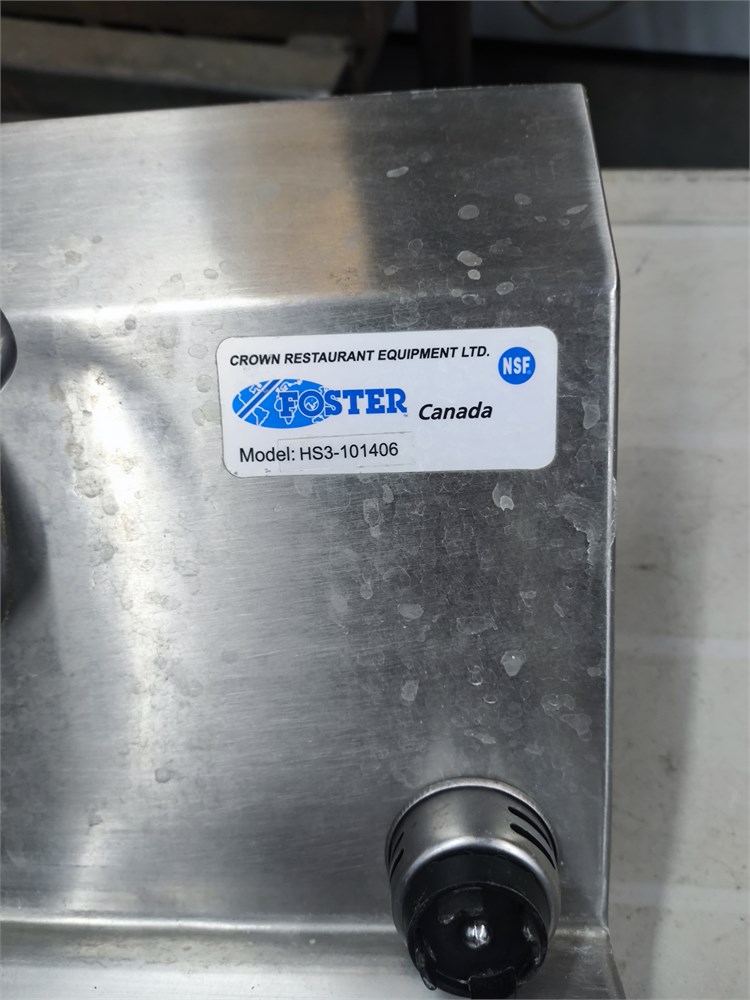 CROWN RESTAURANT EQUIPMENT LTD.
NSF
FOSTER Canada
Model: HS3-101406